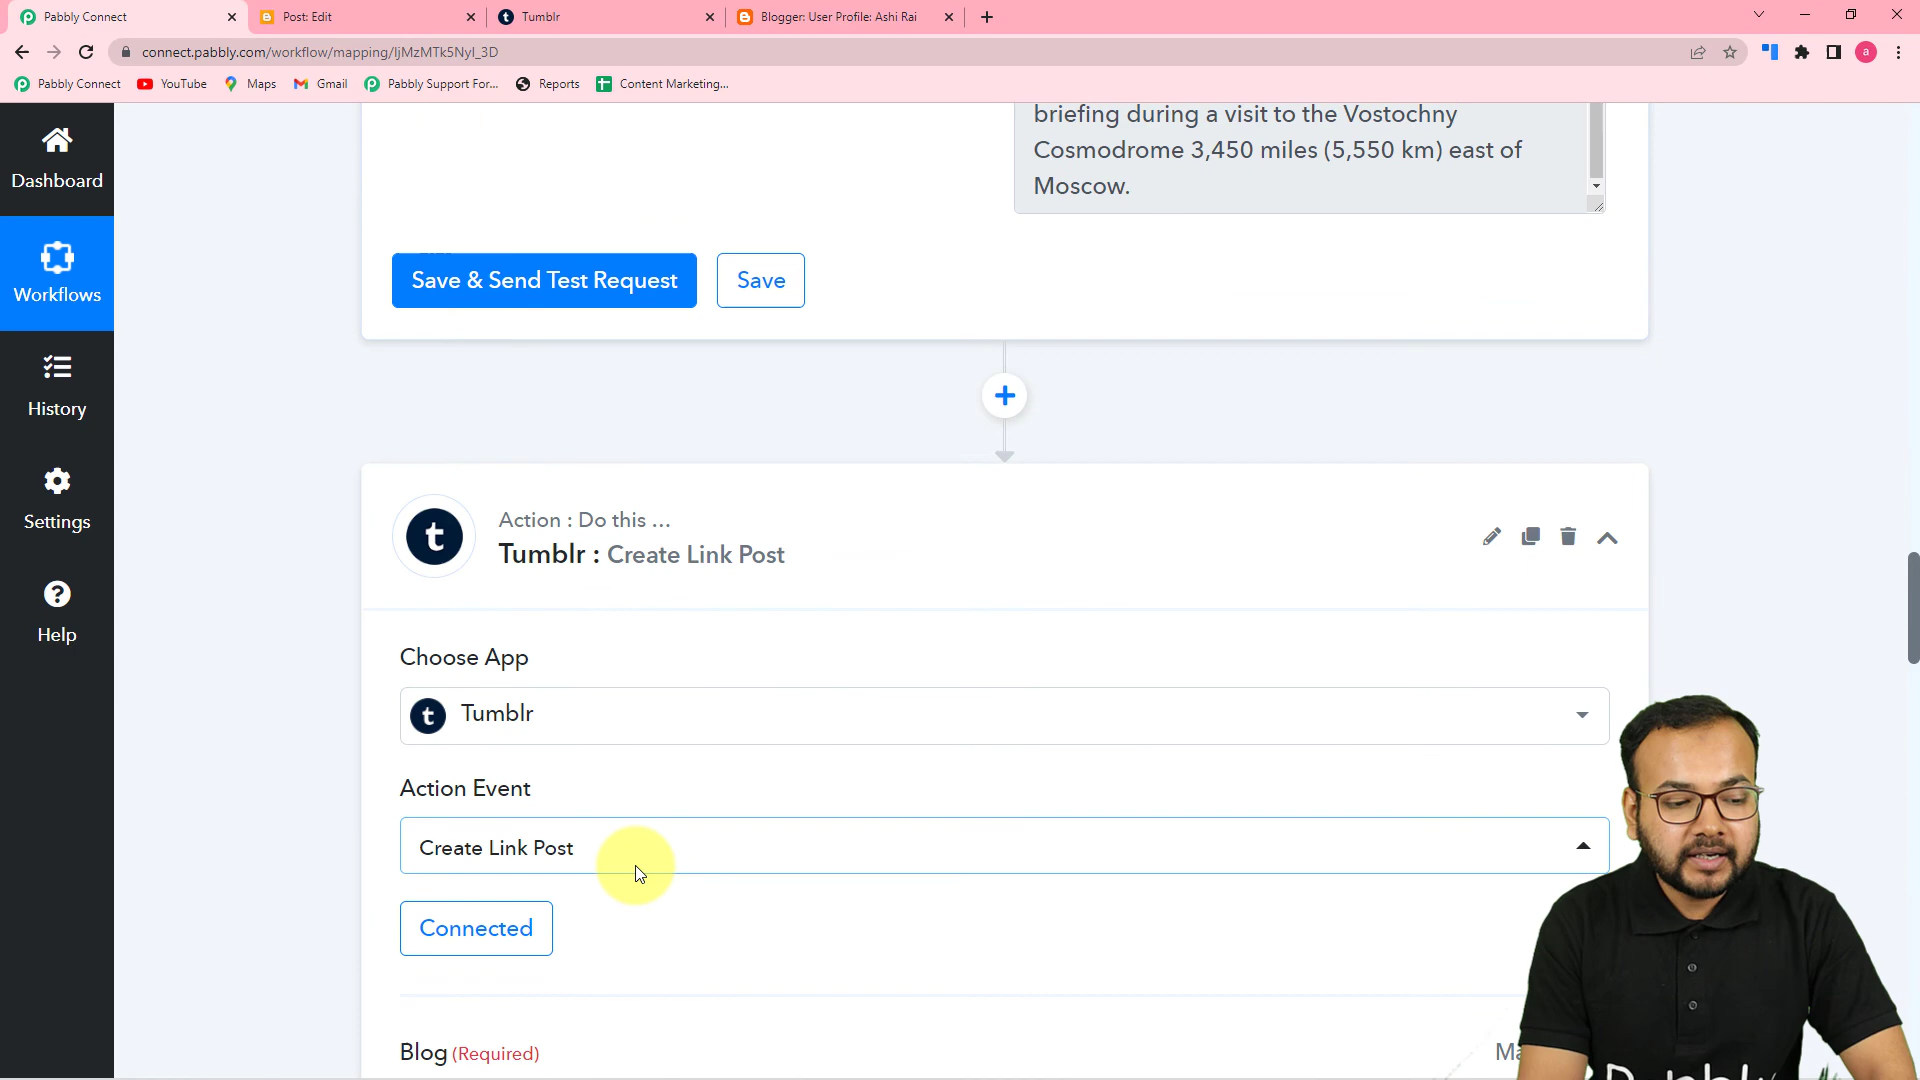 Pabbly Connect
Post: Edit
Tumblr
Blogger: User Profile: Ashi Rai
connect.pabbly.com/workflow/mapping/IjMzMTk5NyI_3D
a
Pabbly Connect
YouTube
Maps
Gmail
Pabbly Support For...
Reports
Content Marketing...
Dashboard
Workflows
History
Settings
Help
briefing during a visit to the Vostochny
Cosmodrome 3,450 miles (5,550 km) east of
Moscow.
Save & Send Test Request
Save
Action : Do this ...
Tumblr : Create Link Post
Choose App
Tumblr
Action Event
Create Link Post
Connected
Blog (Required)